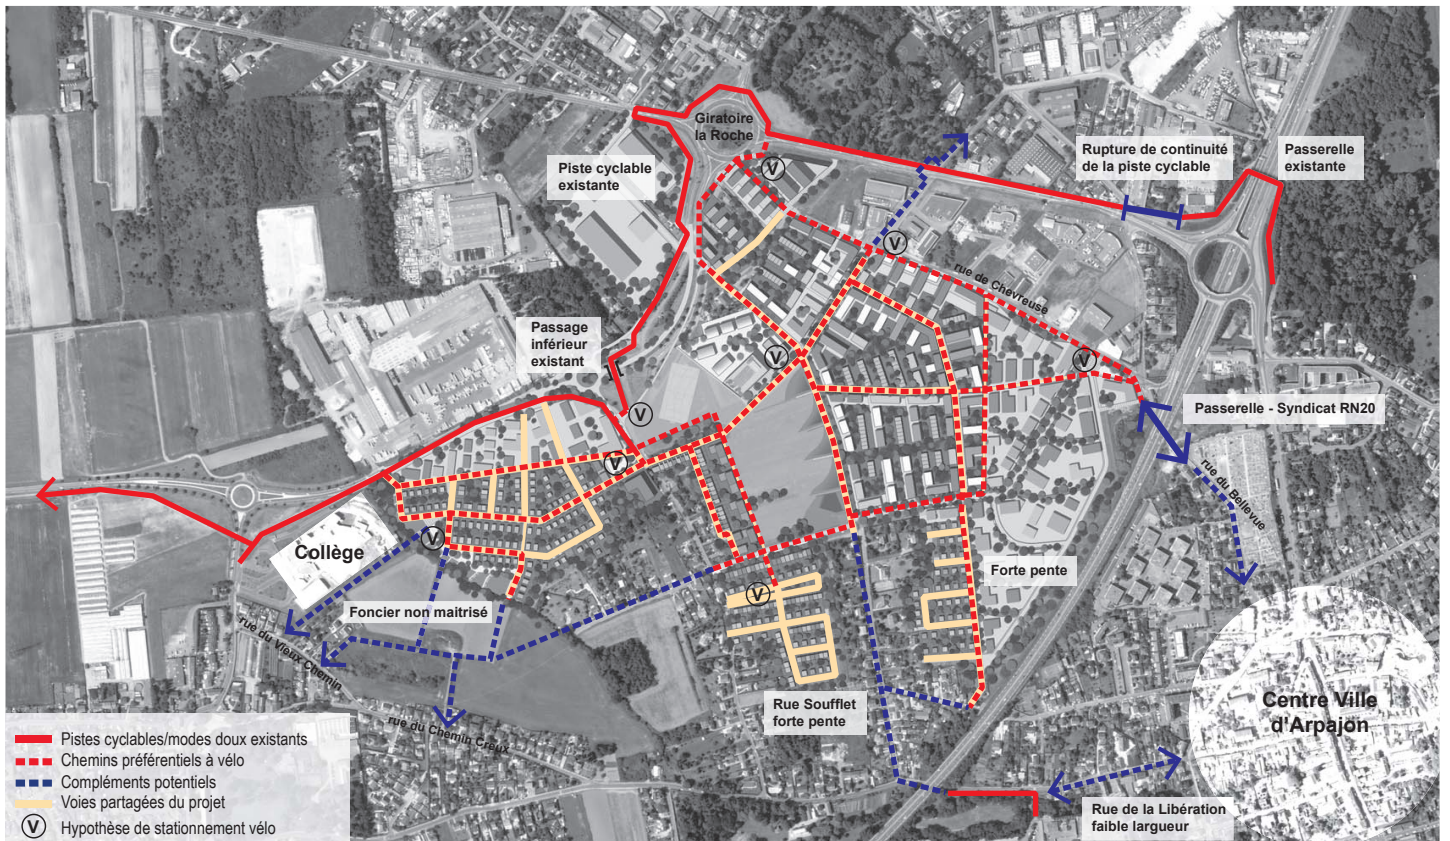 Giratoire
la Roche
Piste cyclable
existante
V
Rupture de continuité
de la piste cyclable
Passerelle
existante
V
rue de Chevreuse
Passage
inférieur
existant
V
V
V
Passerelle - Syndicat RN20
V
rue du Bellevue
V
Collège
Forte pente
V
Foncier non maitrisé
rue du Vieux Chemin
rue du Chemin Creux
Rue Soufflet
forte pente
Centre Ville
d'Arpajon
Rue de la Libération
faible largueur
Pistes cyclables/modes doux existants
Chemins préférentiels à vélo
Compléments potentiels
Voies partagées du projet
V Hypothèse de stationnement vélo